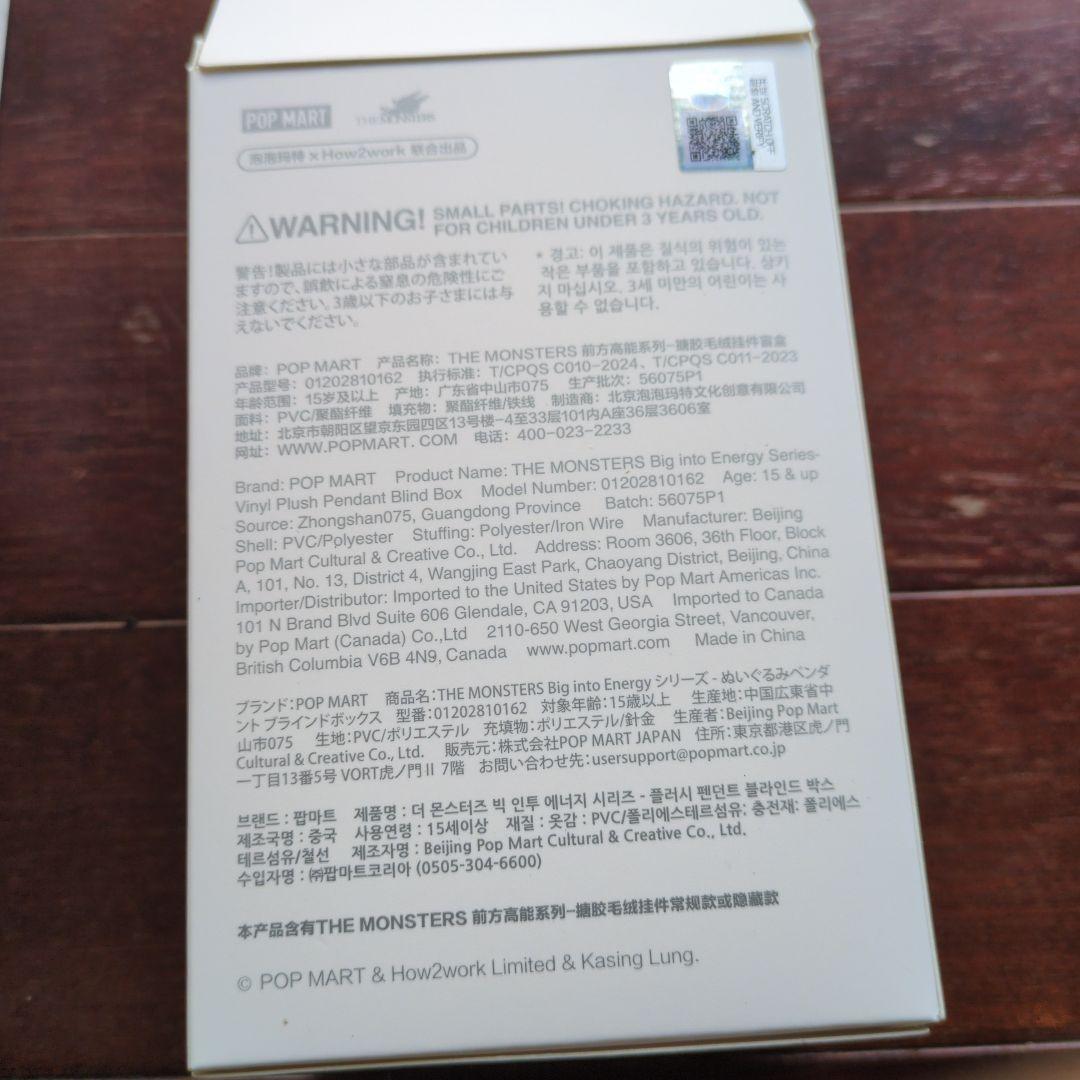 POP MART
THE MONSTERS
泡泡玛特×How2work 联合出品
刮开 SCRATCH OFF
验伪 AND VERIFY
WARNING! SMALL PARTS! CHOKING HAZARD. NOT
FOR CHILDREN UNDER 3 YEARS OLD.
警告!製品には小さな部品が含まれてい
ますので、誤飲による窒息の危険性にご
注意ください。3歳以下のお子さまには与
えないでください。
* 경고: 이 제품은 질식의 위험이 있는
작은 부품을 포함하고 있습니다. 삼키
지 마십시오. 3세 미만의 어린이는 사
용할 수 없습니다.
品牌: POP MART 产品名称: THE MONSTERS 前方高能系列-搪胶毛绒挂件盲盒
产品型号: 01202810162 执行标准: T/CPQS C010-2024、T/CPQS C011-2023
年龄范围: 15岁及以上 产地: 广东省中山市075 生产批次: 56075P1
面料: PVC/聚酯纤维 填充物: 聚酯纤维/铁线 制造商: 北京泡泡玛特文化创意有限公司
地址: 北京市朝阳区望京东园四区13号楼-4至33层101内A座36层3606室
网址: WWW.POPMART.COM 电话: 400-023-2233
Brand: POP MART Product Name: THE MONSTERS Big into Energy Series-
Vinyl Plush Pendant Blind Box Model Number: 01202810162 Age: 15 & up
Source: Zhongshan075, Guangdong Province Batch: 56075P1
Shell: PVC/Pplyester Stuffing: Polyester/Iron Wire Manufacturer: Beijing
Pop Mart Cultural & Creative Co., Ltd. Address: Room 3606, 36th Floor, Block
A, 101, No. 13, District 4, Wangjing East Park, Chaoyang District, Beijing, China
Importer/Distributor: Imported to the United States by Pop Mart Americas Inc.
101 N Brand Blvd Suite 606 Glendale, CA 91203, USA Imported to Canada
by Pop Mart (Canada) Co.,Ltd 2110-650 West Georgia Street, Vancouver,
British Columbia V6B 4N9, Canada www.popmart.com Made in China
ブランド:POP MART 商品名:THE MONSTERS Big into Energy シリーズ - ぬいぐるみペンダ
ント ブラインドボックス 型番:01202810162 対象年齢:15歳以上 生産地:中国広東省中
山市075 生地:PVC/ポリエステル 充填物:ポリエステル/針金 生産者:Beijing Pop Mart
Cultural & Creative Co., Ltd. 販売元:株式会社POP MART JAPAN 住所:東京都港区虎ノ門
一丁目13番5号 VORT虎ノ門Ⅱ 7階 お問い合わせ先:usersupport@popmart.co.jp
브랜드 : 팝마트 제품명 : 더 몬스터즈 빅 인투 에너지 시리즈 - 플러시 펜던트 블라인드 박스
제조국명 : 중국 사용연령 : 15세이상 재질 : 옷감 : PVC/폴리에스테르섬유; 충전재: 폴리에스
테르섬유/철선 제조자명 : Beijing Pop Mart Cultural & Creative Co., Ltd.
수입자명 : ㈜팝마트코리아 (0505-304-6600)
本产品含有THE MONSTERS 前方高能系列-搪胶毛绒挂件常规款或隐藏款
© POP MART & How2work Limited & Kasing Lung.